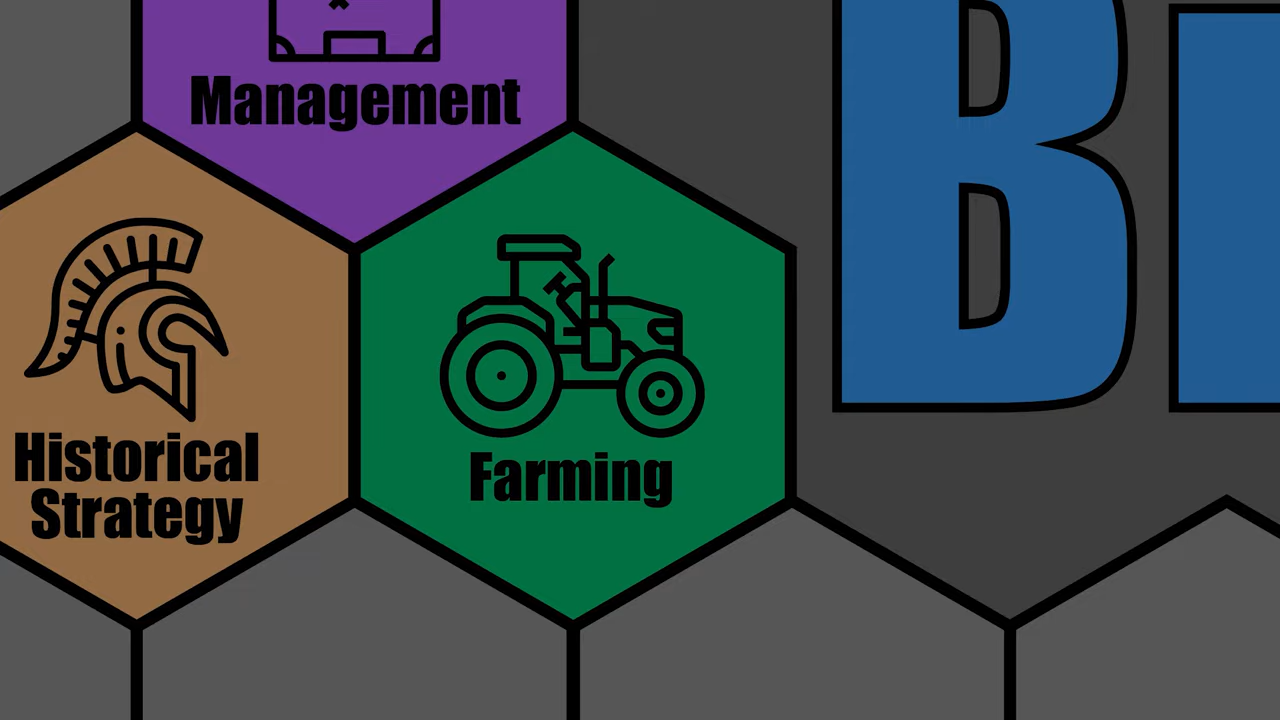 Management
Historical
Strategy
Farming
B